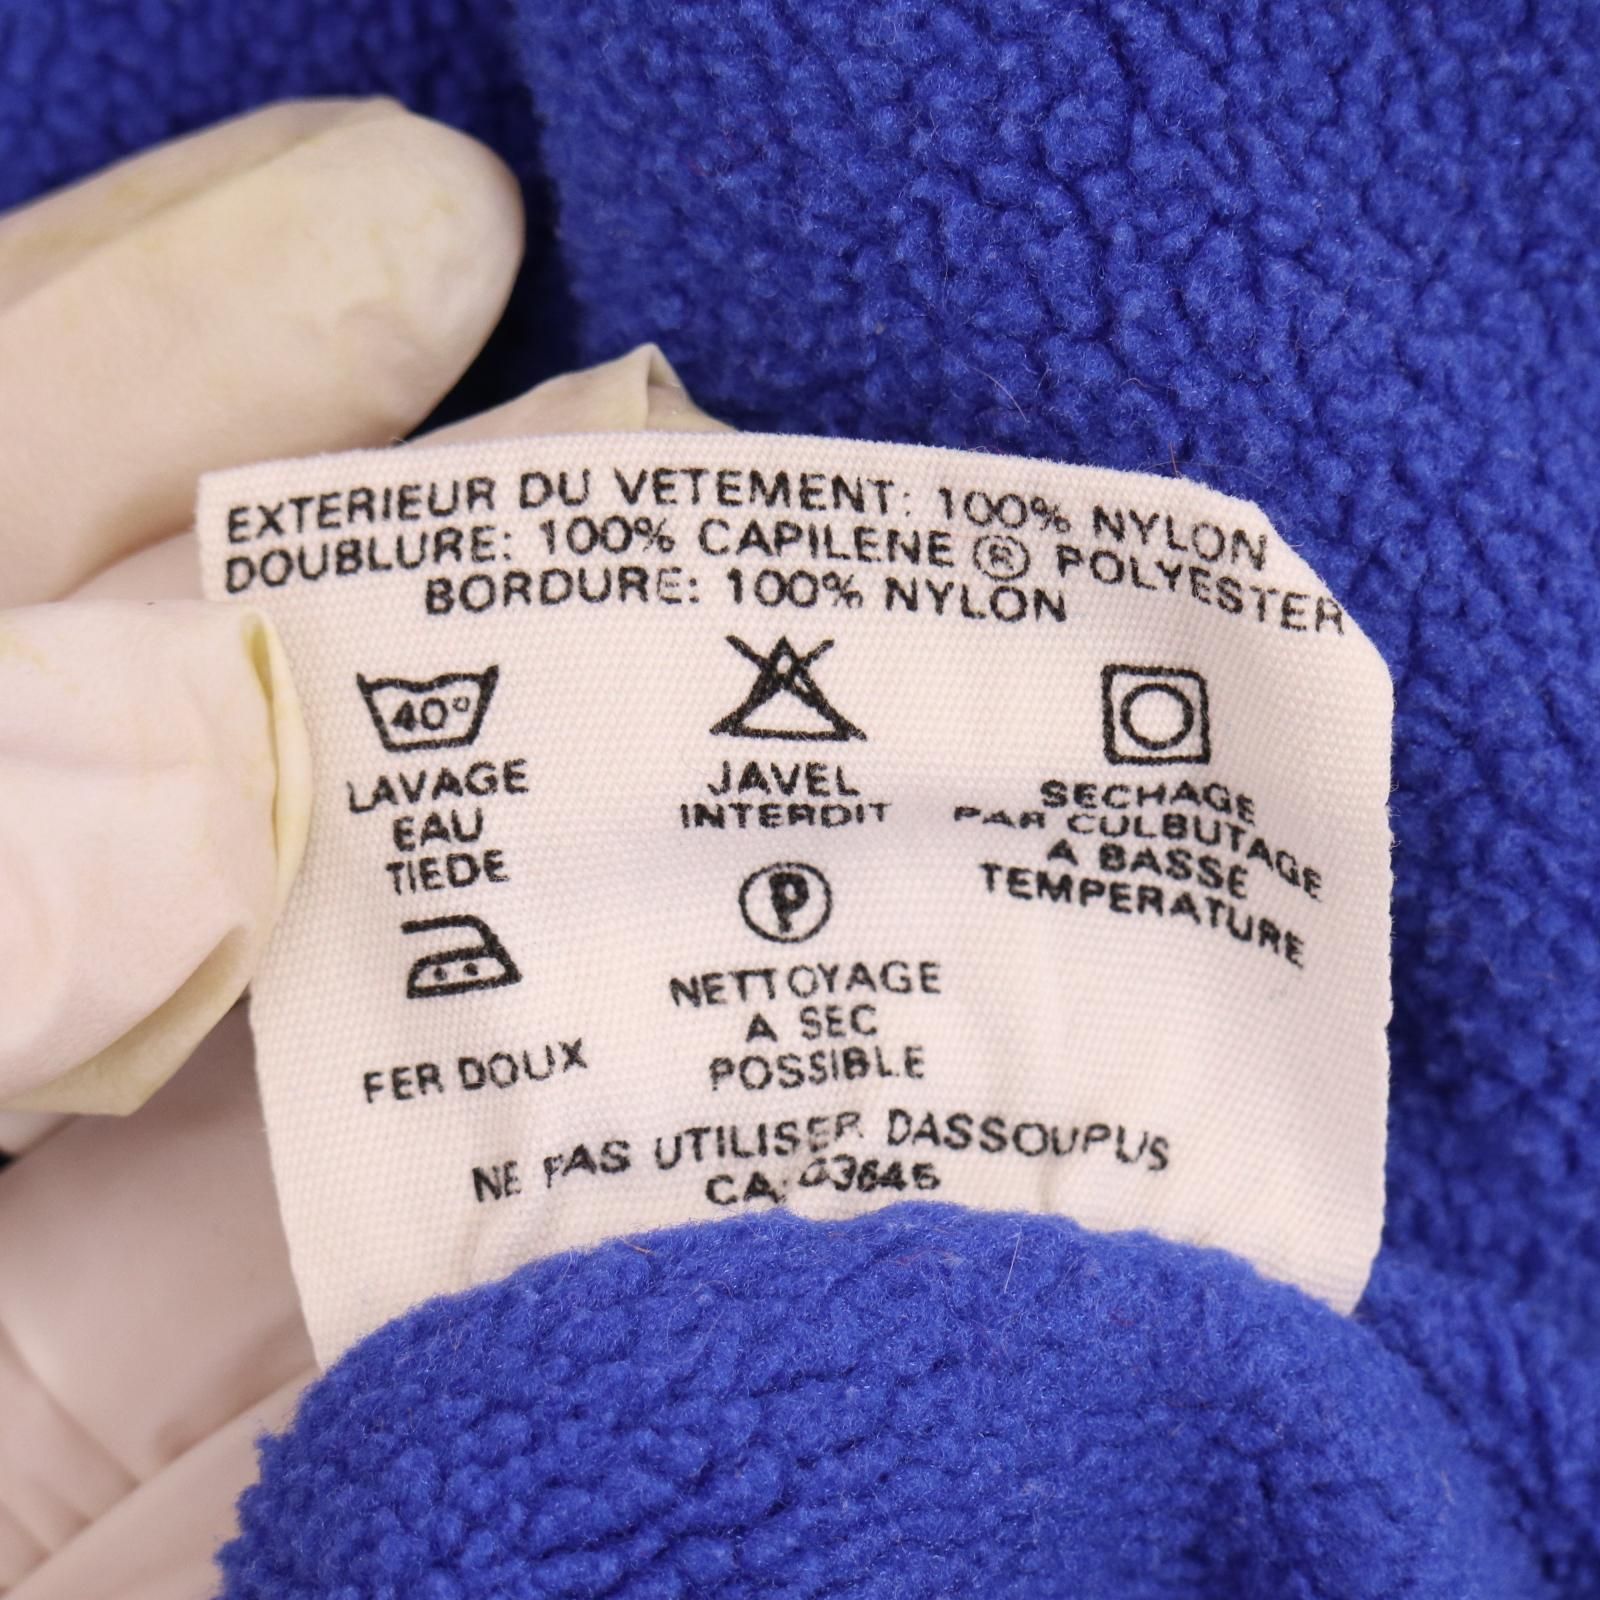 EXTERIEUR DU VETEMENT: 100% NYLON
DOUBLURE: 100% CAPILENE ® POLYESTER
BORDURE: 100% NYLON
40°
LAVAGE
EAU
TIEDE
JAVEL
INTERDIT
SECHAGE
PAR CULBUTAGE
A BASSE
TEMPERATURE
FER DOUX
P
NETTOYAGE
A SEC
POSSIBLE
NE PAS UTILISER DASSOUPLIS
CA: